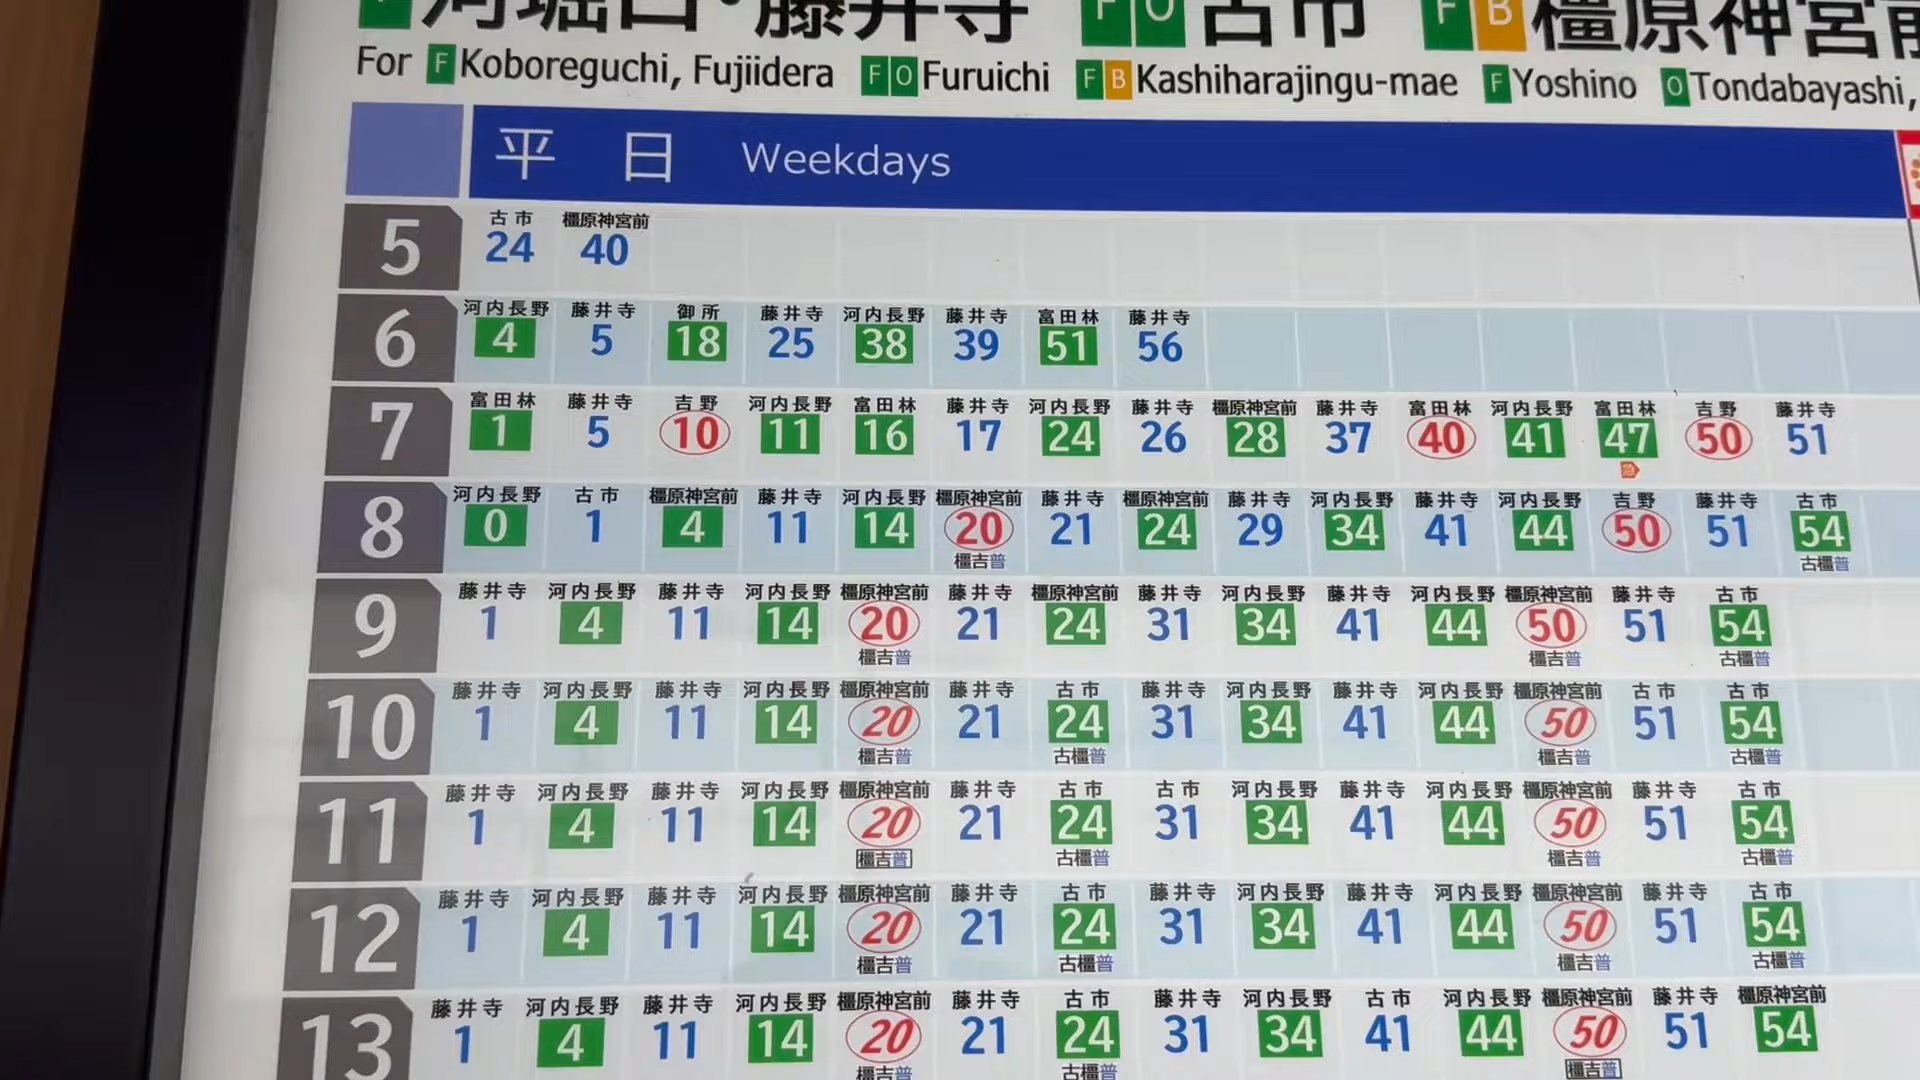 F 河堀口・藤井寺 F O 古市 F B 橿原神宮前
For F Koboreguchi, Fujiidera F O Furuichi F B Kashiharajingu-mae F Yoshino O Tondabayashi,
平日 Weekdays
古市 橿原神宮前
5 24 40
河内長野 藤井寺 御所 藤井寺 河内長野 藤井寺 富田林 藤井寺
6 4 5 18 25 38 39 51 56
富田林 藤井寺 吉野 河内長野 富田林 藤井寺 河内長野 藤井寺 橿原神宮前 藤井寺 富田林 河内長野 富田林 吉野 藤井寺
7 1 5 10 11 16 17 24 26 28 37 40 41 47 50 51
急
河内長野 古市 橿原神宮前 藤井寺 河内長野 橿原神宮前 藤井寺 橿原神宮前 藤井寺 河内長野 藤井寺 河内長野 吉野 藤井寺 古市
8 0 1 4 11 14 20 21 24 29 34 41 44 50 51 54
橿吉普 古橿普
藤井寺 河内長野 藤井寺 河内長野 橿原神宮前 藤井寺 橿原神宮前 藤井寺 河内長野 藤井寺 河内長野 橿原神宮前 藤井寺 古市
9 1 4 11 14 20 21 24 31 34 41 44 50 51 54
橿吉普 橿吉普 古橿普
藤井寺 河内長野 藤井寺 河内長野 橿原神宮前 藤井寺 古市 藤井寺 河内長野 藤井寺 河内長野 橿原神宮前 古市 古市
10 1 4 11 14 20 21 24 31 34 41 44 50 51 54
橿吉普 古橿普 橿吉普 古橿普
藤井寺 河内長野 藤井寺 河内長野 橿原神宮前 藤井寺 古市 古市 河内長野 藤井寺 河内長野 橿原神宮前 藤井寺 古市
11 1 4 11 14 20 21 24 31 34 41 44 50 51 54
橿吉普 古橿普 橿吉普 古橿普
藤井寺 河内長野 藤井寺 河内長野 橿原神宮前 藤井寺 古市 藤井寺 河内長野 藤井寺 河内長野 橿原神宮前 藤井寺 古市
12 1 4 11 14 20 21 24 31 34 41 44 50 51 54
橿吉普 古橿普 橿吉普 古橿普
藤井寺 河内長野 藤井寺 河内長野 橿原神宮前 藤井寺 古市 藤井寺 河内長野 古市 河内長野 橿原神宮前 藤井寺 橿原神宮前
13 1 4 11 14 20 21 24 31 34 41 44 50 51 54
橿吉普 古橿普 橿吉普